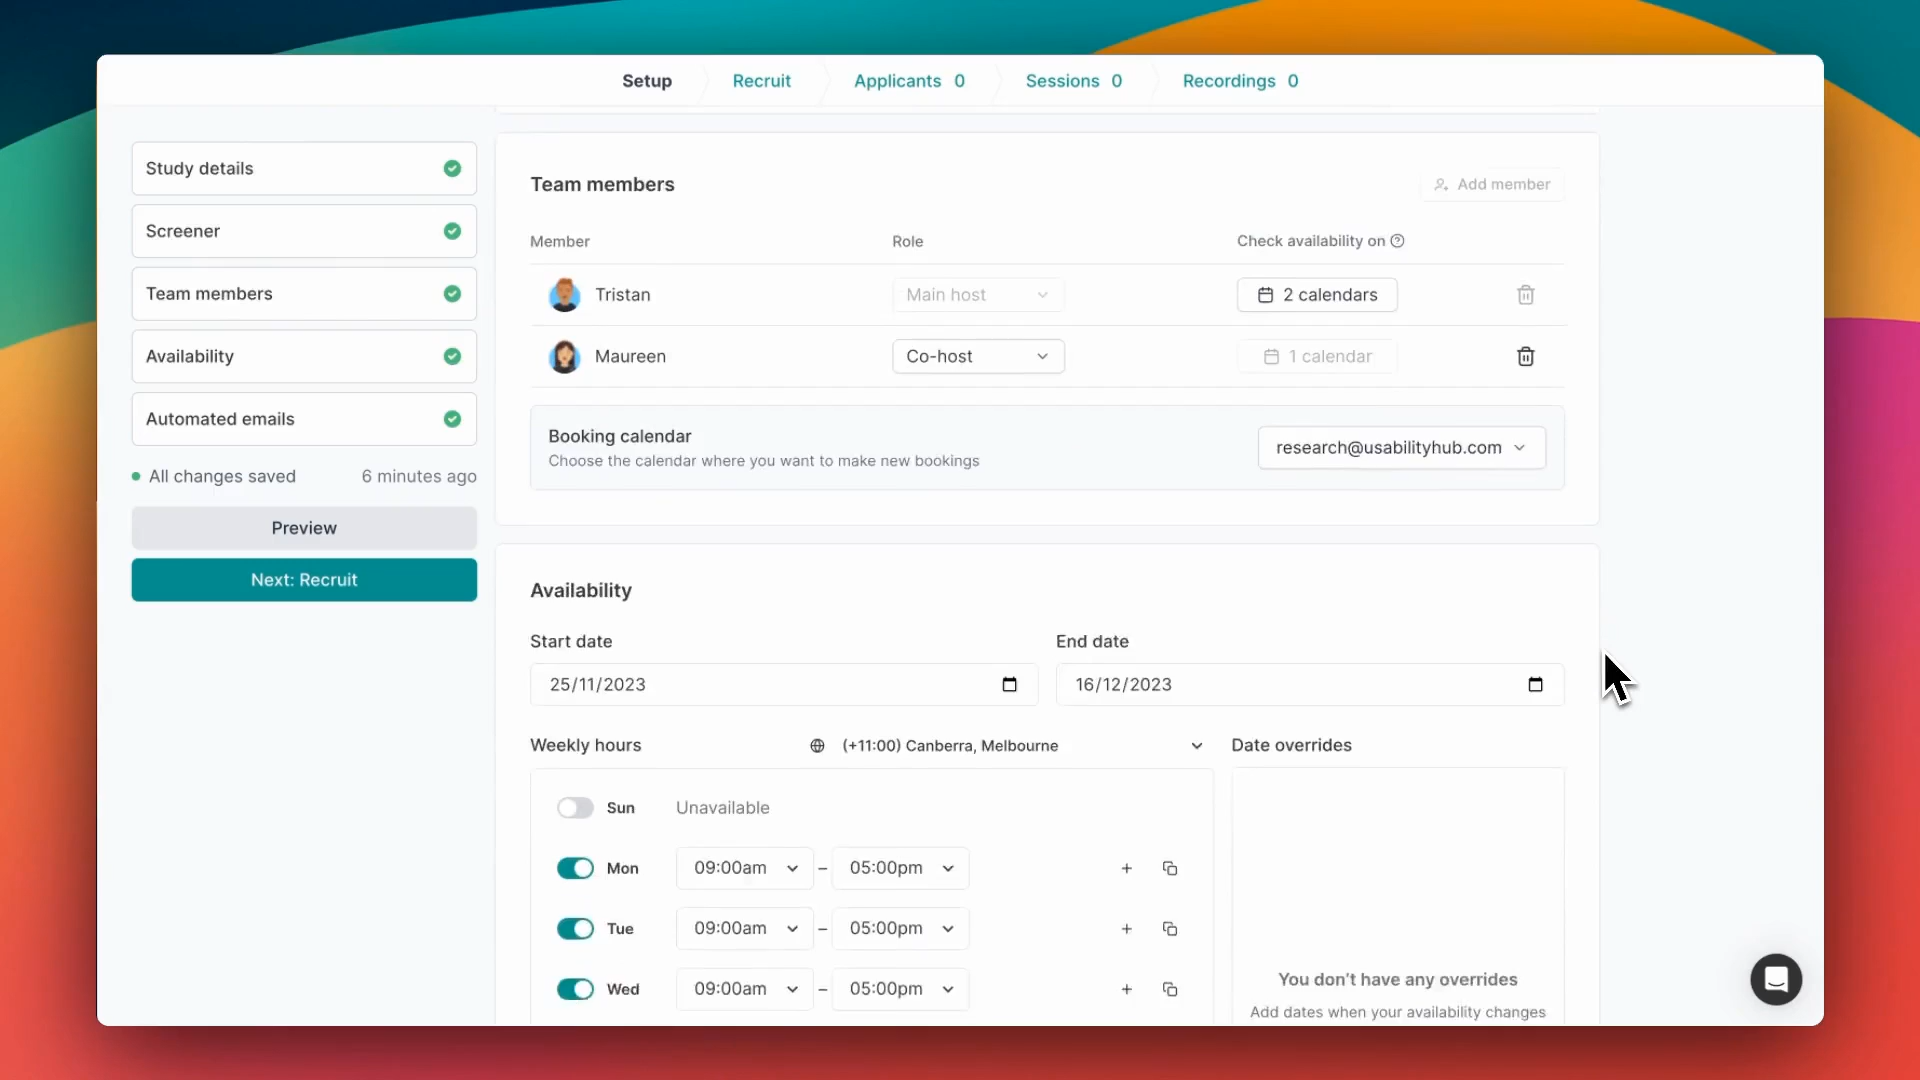 Setup
Recruit
Applicants 0
Sessions 0
Recordings 0
Study details
Screener
Team members
Availability
Automated emails
All changes saved 6 minutes ago
Preview
Next: Recruit
Team members
Add member
Member Role Check availability on
Tristan Main host 2 calendars
Maureen Co-host 1 calendar
Booking calendar
Choose the calendar where you want to make new bookings
research@usabilityhub.com
Availability
Start date End date
25/11/2023 16/12/2023
Weekly hours (+11:00) Canberra, Melbourne Date overrides
Sun Unavailable
Mon 09:00am – 05:00pm
Tue 09:00am – 05:00pm
Wed 09:00am – 05:00pm
You don't have any overrides
Add dates when your availability changes